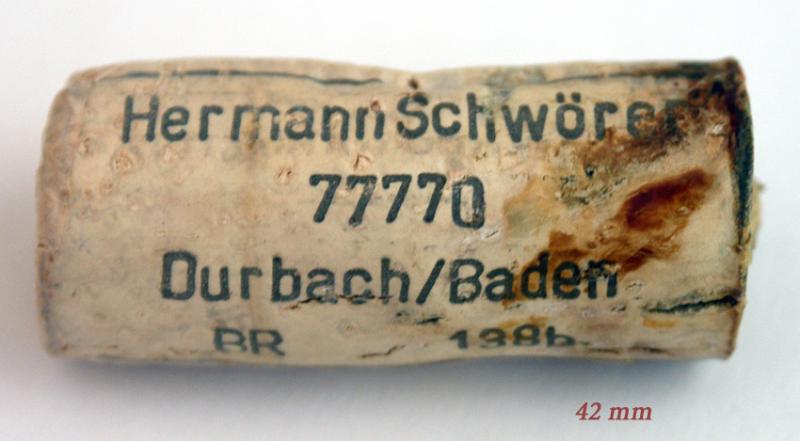 Hermann Schwörer
77770
Durbach/Baden
BR 138b
42 mm